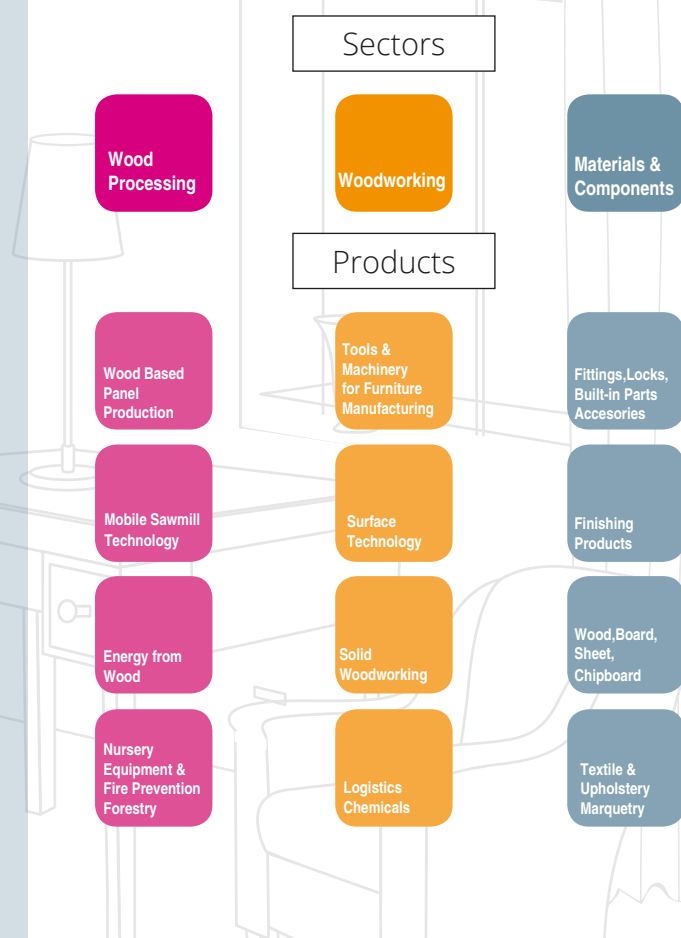 Sectors
Wood
Processing
Woodworking
Materials &
Components
Products
Wood Based
Panel
Production
Tools &
Machinery
for Furniture
Manufacturing
Fittings,Locks,
Built-in Parts
Accesories
Mobile Sawmill
Technology
Surface
Technology
Finishing
Products
Energy from
Wood
Solid
Woodworking
Wood,Board,
Sheet,
Chipboard
Nursery
Equipment &
Fire Prevention
Forestry
Logistics
Chemicals
Textile &
Upholstery
Marquetry